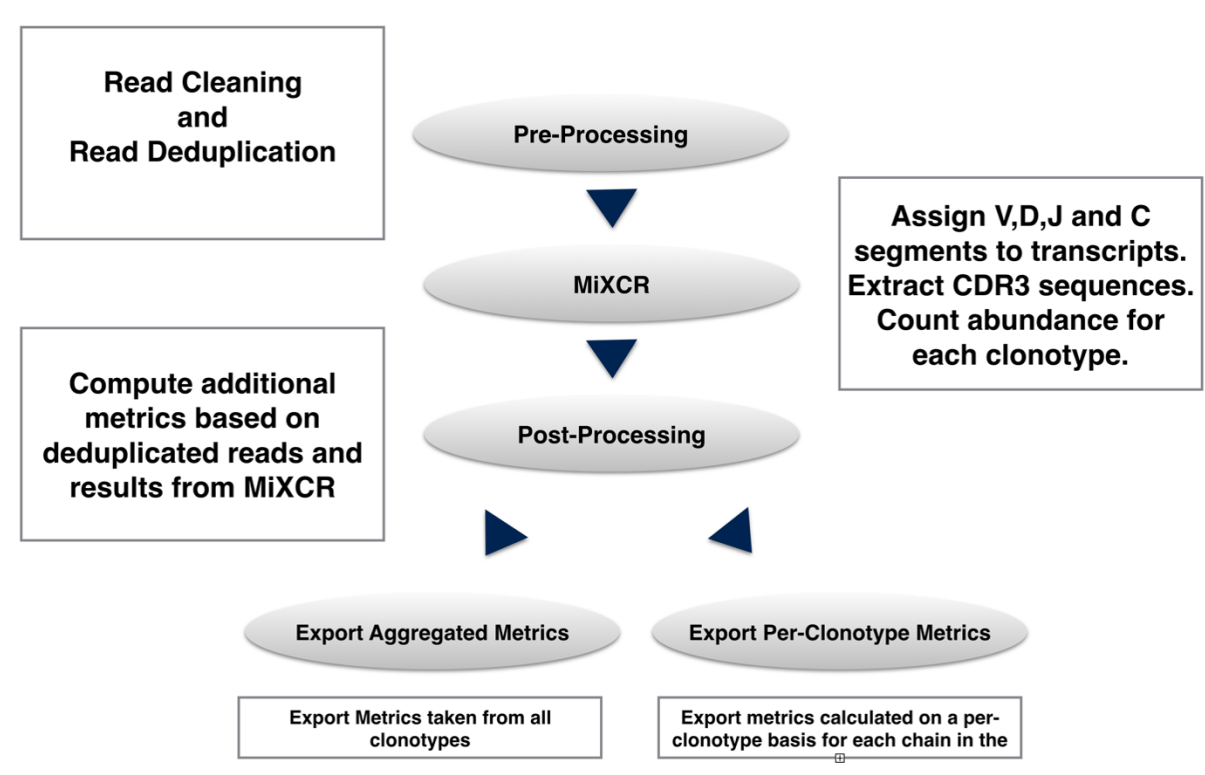 Read Cleaning
and
Read Deduplication
Pre-Processing
Assign V,D,J and C
segments to transcripts.
Extract CDR3 sequences.
Count abundance for
each clonotype.
MiXCR
Compute additional
metrics based on
deduplicated reads and
results from MiXCR
Post-Processing
Export Aggregated Metrics
Export Per-Clonotype Metrics
Export Metrics taken from all
clonotypes
Export metrics calculated on a per-
clonotype basis for each chain in the